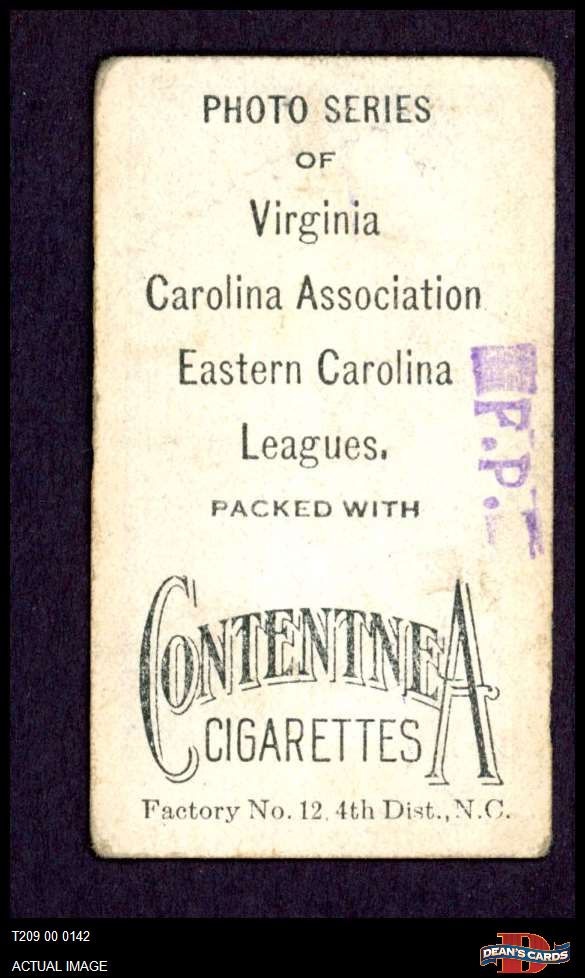 PHOTO SERIES
OF
Virginia
Carolina Association
Eastern Carolina
Leagues.
PACKED WITH
CONTENTNEA
CIGARETTES
Factory No. 12, 4th Dist., N.C.
F.P.
T209 00 0142
ACTUAL IMAGE
DEAN'S CARDS